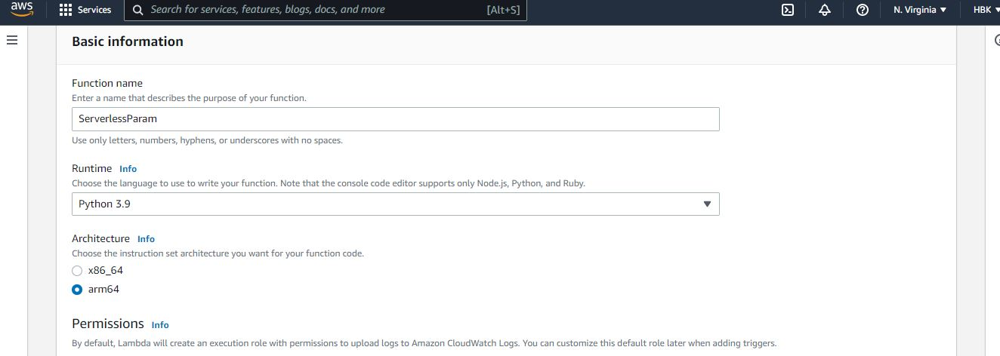 aws
Services
Search for services, features, blogs, docs, and more
[Alt+S]
N. Virginia
HBK
Basic information
Function name
Enter a name that describes the purpose of your function.
ServerlessParam
Use only letters, numbers, hyphens, or underscores with no spaces.
Runtime Info
Choose the language to use to write your function. Note that the console code editor supports only Node.js, Python, and Ruby.
Python 3.9
Architecture Info
Choose the instruction set architecture you want for your function code.
x86_64
arm64
Permissions Info
By default, Lambda will create an execution role with permissions to upload logs to Amazon CloudWatch Logs. You can customize this default role later when adding triggers.